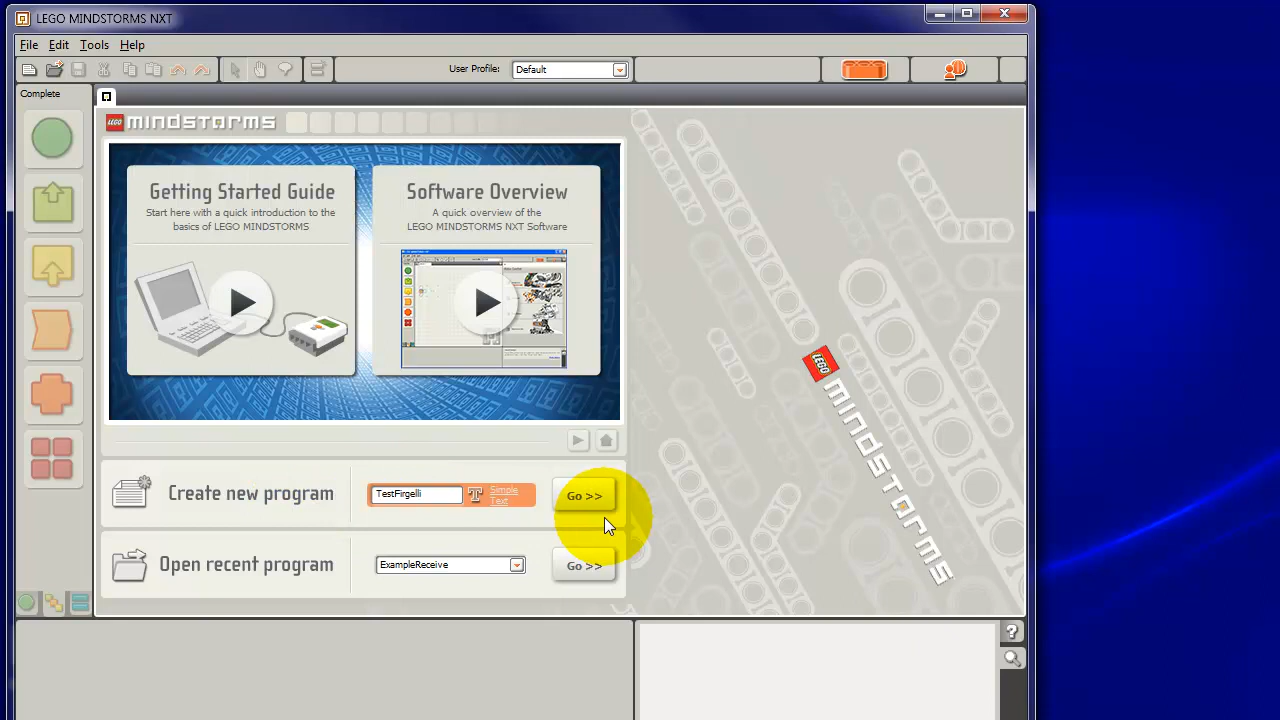 LEGO MINDSTORMS NXT
File Edit Tools Help
User Profile: Default
Complete
LEGO mindstorms
Getting Started Guide
Start here with a quick introduction to the
basics of LEGO MINDSTORMS
Software Overview
A quick overview of the
LEGO MINDSTORMS NXT Software
Create new program
TestFirgelli
T
Simple
Text
Go >>
Open recent program
ExampleReceive
Go >>
LEGO mindstorms
?